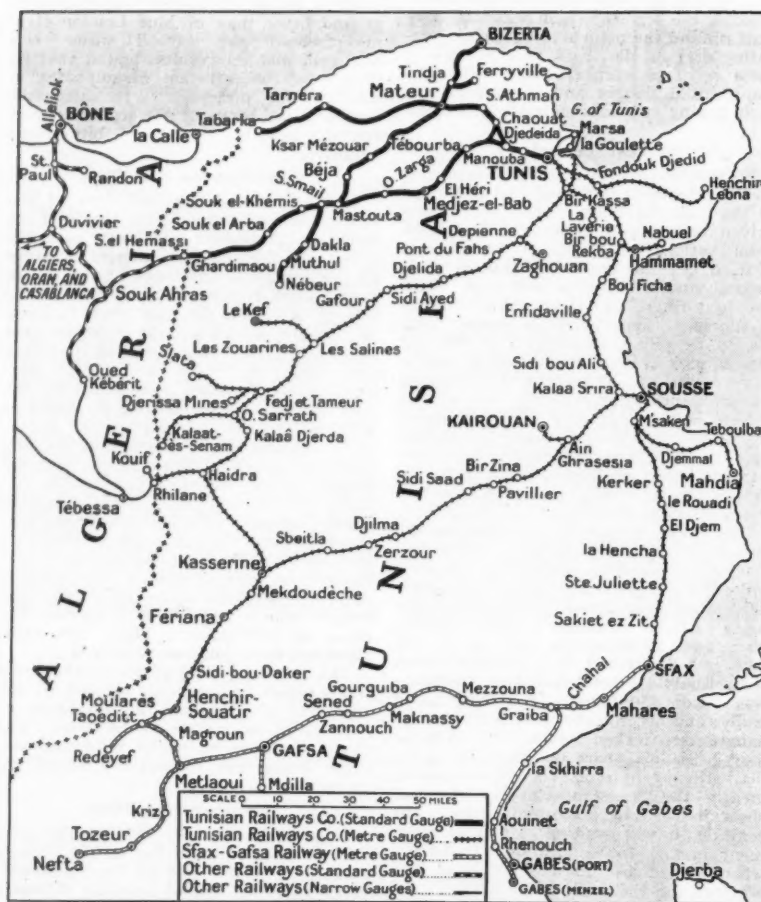 BIZERTA
Tindja
Ferryville
Mateur
Tarnera
S. Athman
G. of Tunis
BÔNE
Allélick
Tabarka
la Calle
Chaouat
Djedeida
Marsa
la Goulette
Ksar Mézouar
Tébourba
Manouba
TUNIS
Fondouk Djedid
St. Paul
Randon
Béja
O. Zarga
S. Smail
Souk el-Khémis
El Héri
Medjez-el-Bab
Bir Kassa
Henchir Lebna
Mastouta
La Laverie
Duvivier
Souk el Arba
Depienne
Bir bou Rekba
Nabuel
S. el Hemassi
Dakla
Pont du Fahs
Hammamet
TO
ALGIERS,
ORAN, AND
CASABLANCA
Ghardimaou
Muthul
Zaghouan
Djelida
Souk Ahras
Nébeur
Bou Ficha
Gafour
Sidi Ayed
Le Kef
Enfidaville
Les Zouarines
Les Salines
Slata
Sidi bou Ali
Oued Kébérit
Djerissa Mines
Fedj et Tameur
Kalaa Srira
SOUSSE
O. Sarrath
KAIROUAN
M'saken
Teboulba
Kalaat-ès-Senam
Kalaâ Djerda
Ain Ghrasesia
Djemmal
Kouif
Haidra
Bir Zina
Mahdia
Sidi Saad
Pavillier
Kerker
Rhilane
Tébessa
le Rouadi
Djilma
El Djem
Sbeitla
Zerzour
Kasserine
la Hencha
Mekdoudèche
Ste. Juliette
Fériana
Sakiet ez Zit
Sidi-bou-Daker
SFAX
Moularès
Henchir-Souatir
Gourguiba
Mezzouna
Chahal
Taoeditt
Sened
Maknassy
Graiba
Mahares
Magroun
Zannouch
Redeyef
GAFSA
Metlaoui
la Skhirra
Mdilla
Kriz
Gulf of Gabes
Tozeur
Aouinet
Nefta
Rhenouch
GABES (PORT)
Djerba
GABES (MENZEL)
ALGERIA
TUNISIA
SCALE 0 10 20 30 40 50 MILES
Tunisian Railways Co. (Standard Gauge)
Tunisian Railways Co. (Metre Gauge)
Sfax-Gafsa Railway (Metre Gauge)
Other Railways (Standard Gauge)
Other Railways (Narrow Gauges)